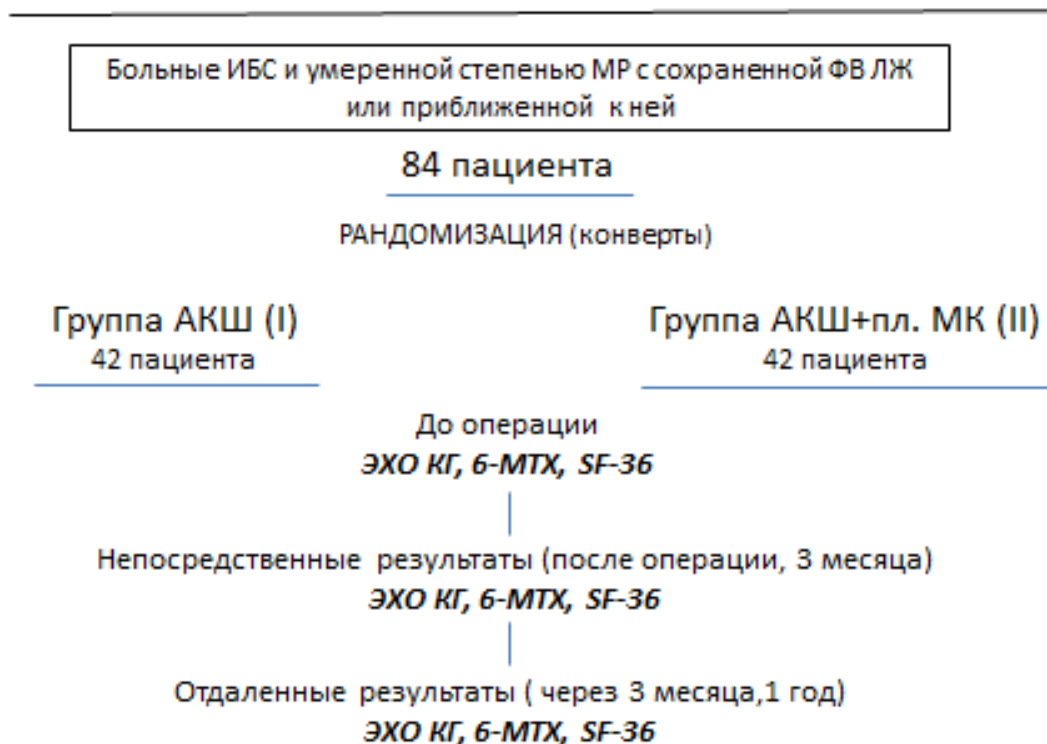 Больные ИБС и умеренной степенью МР с сохраненной ФВ ЛЖ
или приближенной к ней
84 пациента
РАНДОМИЗАЦИЯ (конверты)
Группа АКШ (I)
42 пациента
Группа АКШ+пл. МК (II)
42 пациента
До операции
ЭХО КГ, 6-МТХ, SF-36
Непосредственные результаты (после операции, 3 месяца)
ЭХО КГ, 6-МТХ, SF-36
Отдаленные результаты ( через 3 месяца,1 год)
ЭХО КГ, 6-МТХ, SF-36